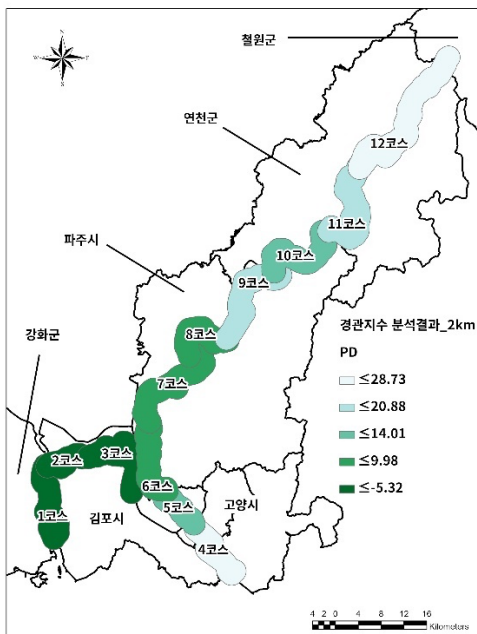 철원군
N
W
E
S
연천군
12코스
11코스
파주시
10코스
9코스
강화군
8코스
경관지수 분석결과_2km
PD
≤28.73
≤20.88
≤14.01
≤9.98
≤-5.32
7코스
3코스
2코스
6코스
고양시
5코스
1코스
김포시
4코스
4 2 0 4 8 12 16
Kilometers